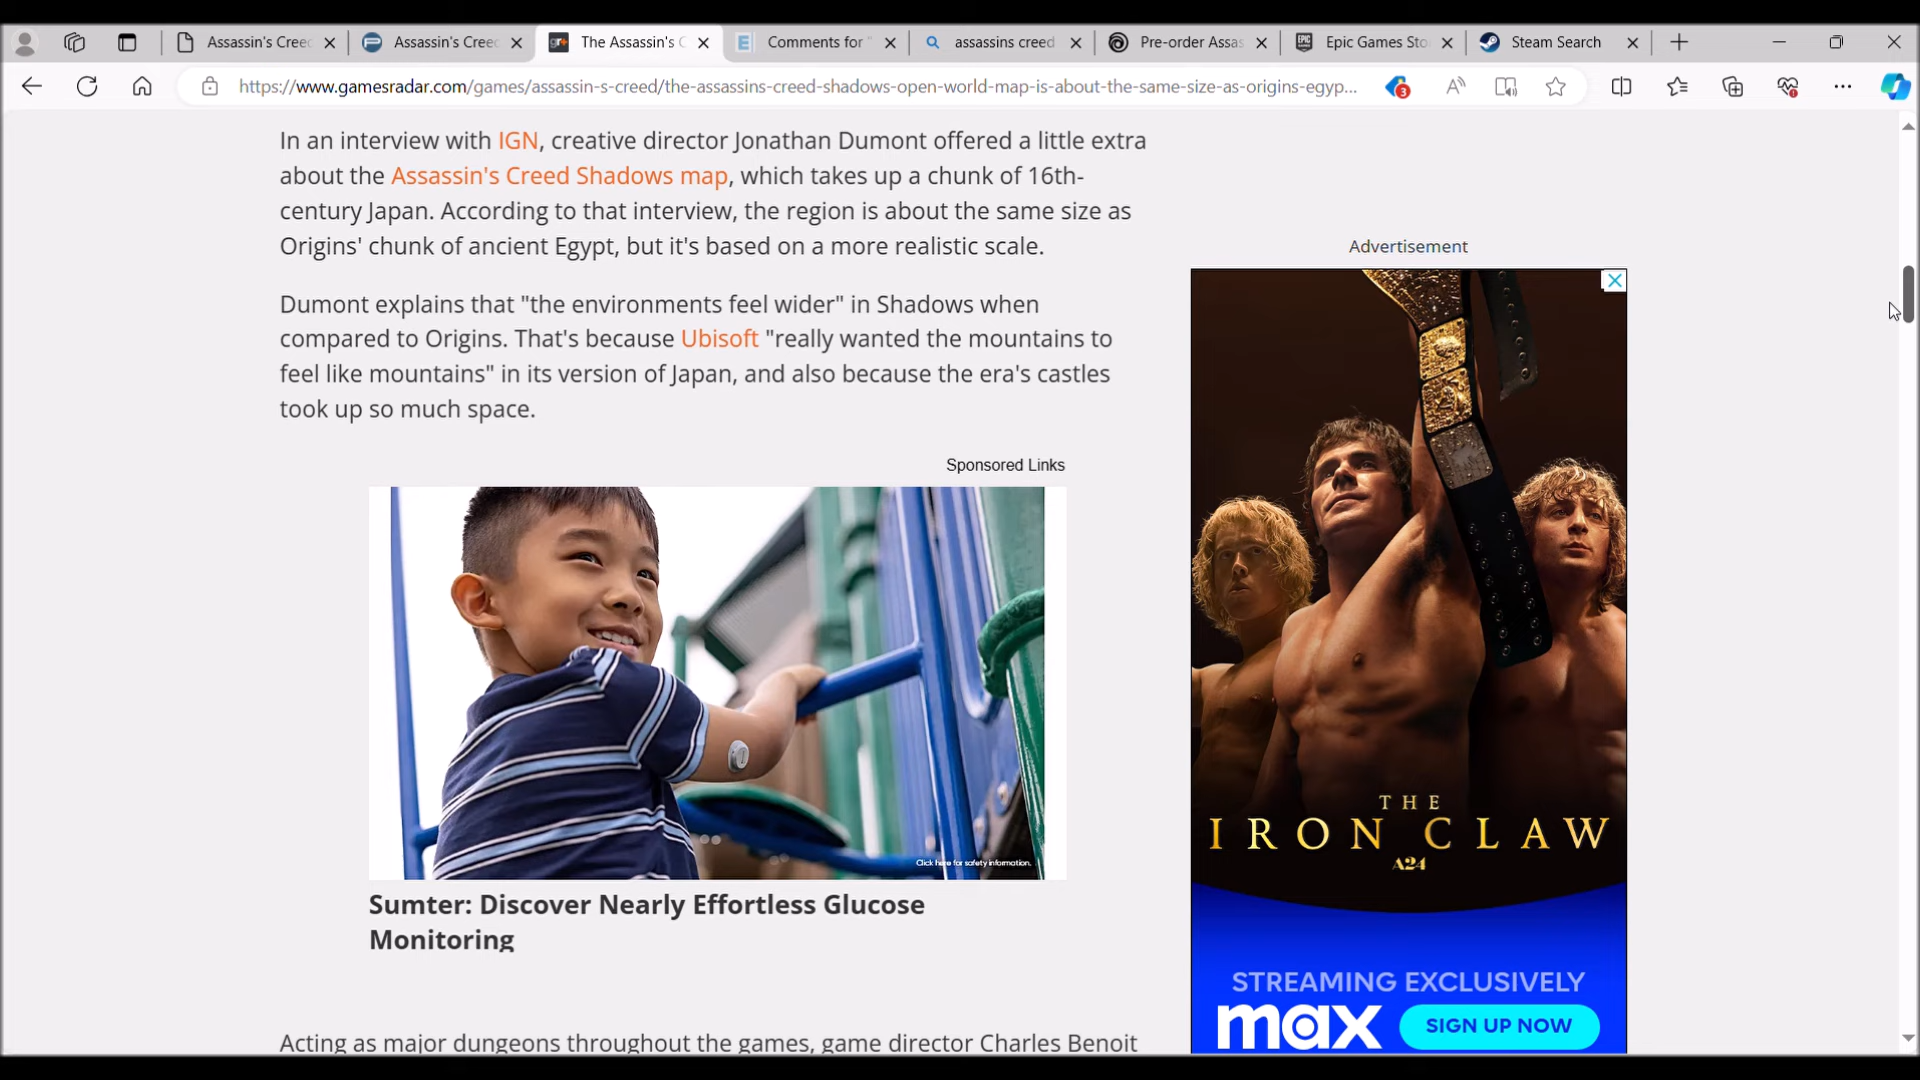 Assassin's Creed
Assassin's Creed
gr+
The Assassin's C
E
Comments for "
assassins creed
Pre-order Assas
EPIC
Epic Games Sto
Steam Search
https://www.gamesradar.com/games/assassin-s-creed/the-assassins-creed-shadows-open-world-map-is-about-the-same-size-as-origins-egyp...
3
In an interview with IGN, creative director Jonathan Dumont offered a little extra
about the Assassin's Creed Shadows map, which takes up a chunk of 16th-
century Japan. According to that interview, the region is about the same size as
Origins' chunk of ancient Egypt, but it's based on a more realistic scale.
Dumont explains that "the environments feel wider" in Shadows when
compared to Origins. That's because Ubisoft "really wanted the mountains to
feel like mountains" in its version of Japan, and also because the era's castles
took up so much space.
Sponsored Links
Click here for safety information.
Sumter: Discover Nearly Effortless Glucose
Monitoring
Acting as major dungeons throughout the games, game director Charles Benoit
Advertisement
THE
IRON CLAW
A24
STREAMING EXCLUSIVELY
max
SIGN UP NOW